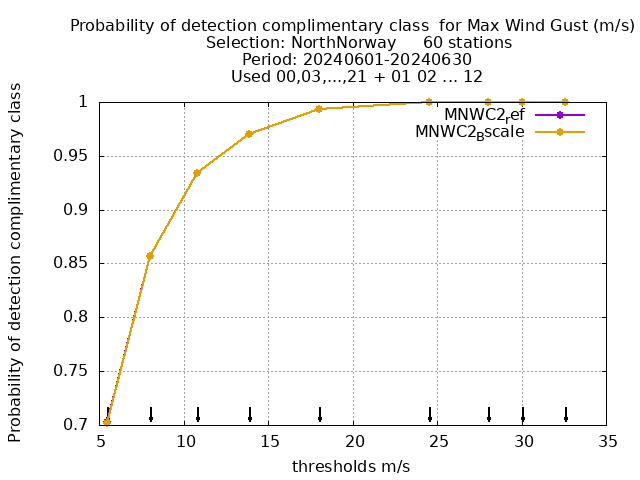 Probability of detection complimentary class  for Max Wind Gust (m/s)
Selection: NorthNorway     60 stations
Period: 20240601-20240630
Used 00,03,...,21 + 01 02 ... 12
Probability of detection complimentary class
1
0.95
0.9
0.85
0.8
0.75
0.7
MNWC2_ref
MNWC2_Bscale
5 10 15 20 25 30 35
thresholds m/s